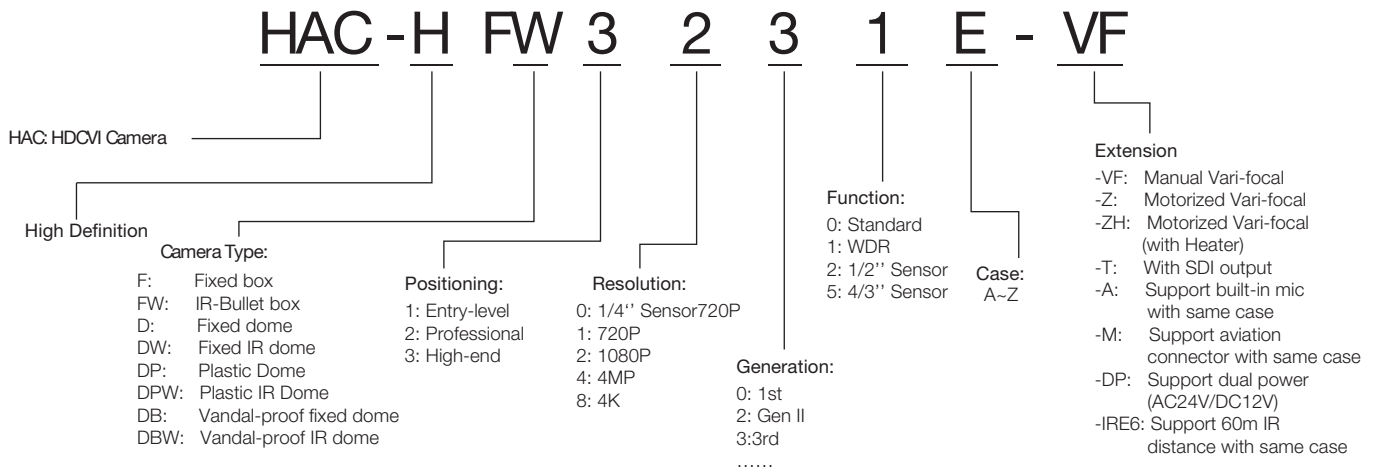 HAC - H FW 3 2 3 1 E - VF
HAC: HDCVI Camera
High Definition
Camera Type:
F: Fixed box
FW: IR-Bullet box
D: Fixed dome
DW: Fixed IR dome
DP: Plastic Dome
DPW: Plastic IR Dome
DB: Vandal-proof fixed dome
DBW: Vandal-proof IR dome
Positioning:
1: Entry-level
2: Professional
3: High-end
Resolution:
0: 1/4‘’ Sensor720P
1: 720P
2: 1080P
4: 4MP
8: 4K
Generation:
0: 1st
2: Gen II
3:3rd
……
Function:
0: Standard
1: WDR
2: 1/2’’ Sensor
5: 4/3’’ Sensor
Case:
A~Z
Extension
-VF: Manual Vari-focal
-Z: Motorized Vari-focal
-ZH: Motorized Vari-focal
(with Heater)
-T: With SDI output
-A: Support built-in mic
with same case
-M: Support aviation
connector with same case
-DP: Support dual power
(AC24V/DC12V)
-IRE6: Support 60m IR
distance with same case